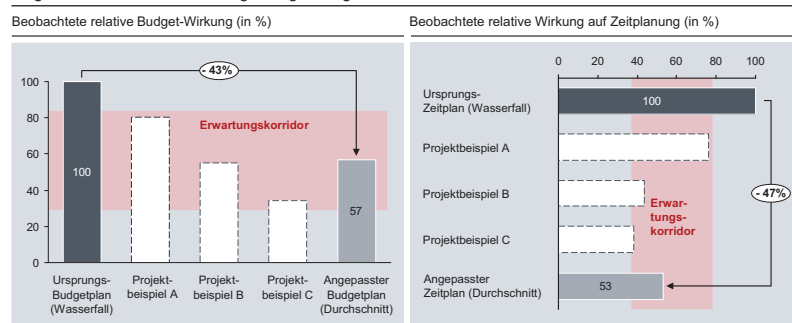 Beobachtete relative Budget-Wirkung (in %)
- 43%
100
80
60
40
20
0
Erwartungskorridor
100
57
Ursprungs-
Budgetplan
(Wasserfall)
Projekt-
beispiel A
Projekt-
beispiel B
Projekt-
beispiel C
Angepasster
Budgetplan
(Durchschnitt)
Beobachtete relative Wirkung auf Zeitplanung (in %)
0 20 40 60 80 100
Ursprungs-
Zeitplan (Wasserfall)
100
Projektbeispiel A
Projektbeispiel B
Projektbeispiel C
Erwar-
tungs-
korridor
- 47%
Angepasster
Zeitplan (Durchschnitt)
53